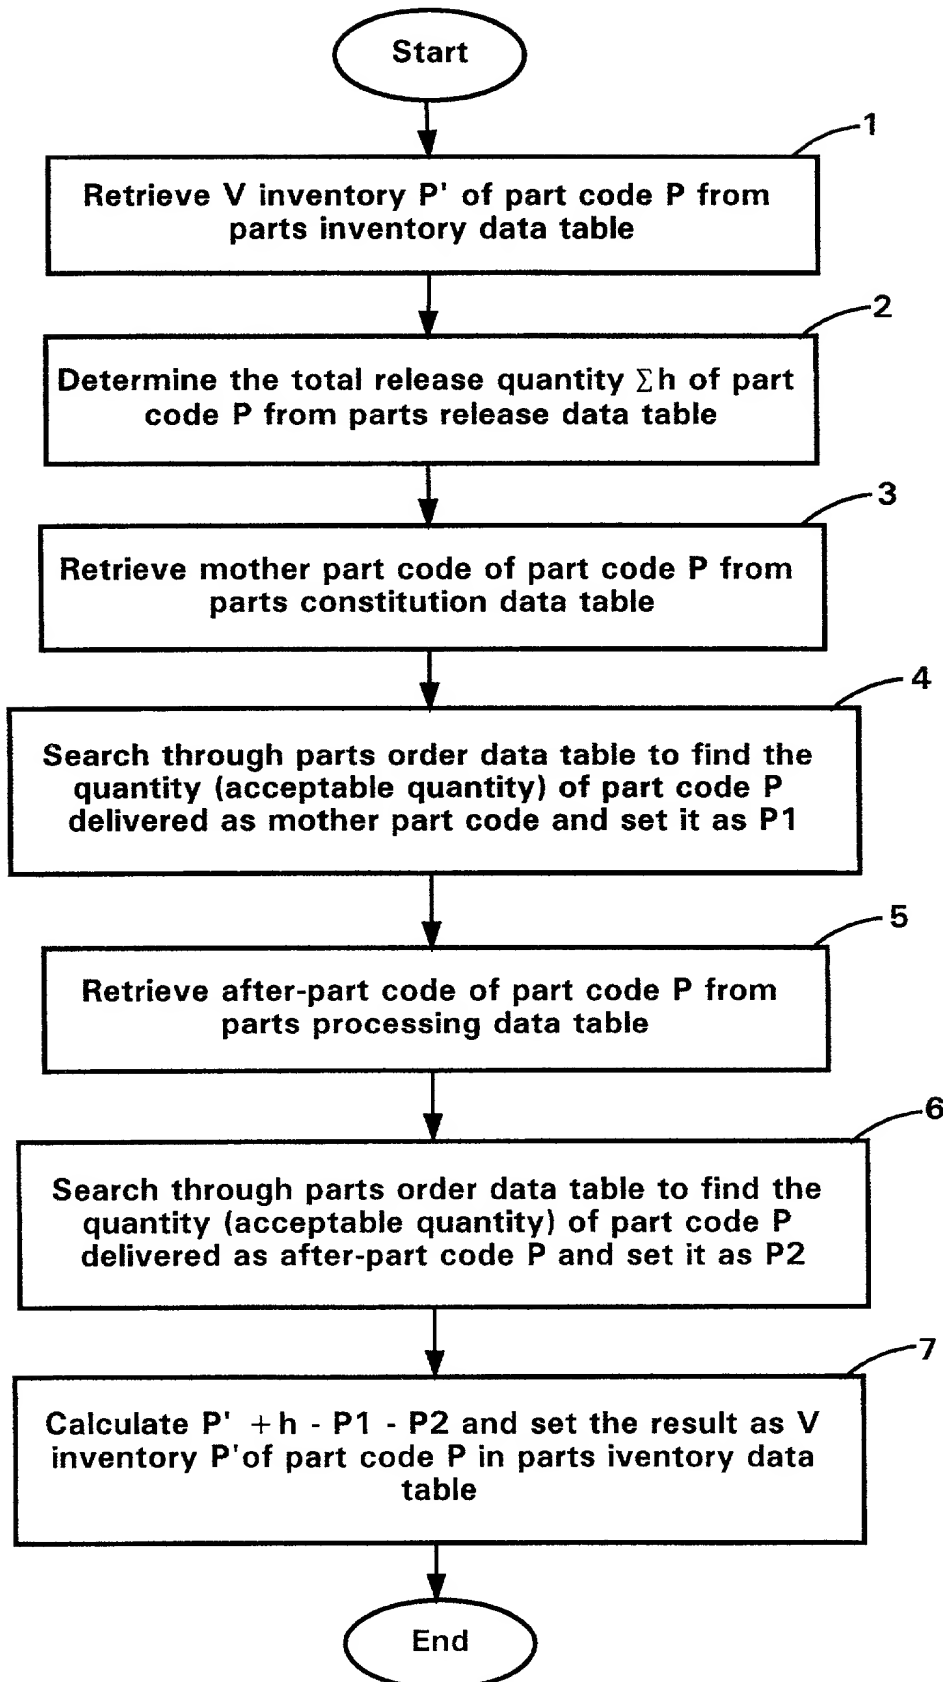 Start
1
Retrieve V inventory P' of part code P from
parts inventory data table
2
Determine the total release quantity Σh of part
code P from parts release data table
3
Retrieve mother part code of part code P from
parts constitution data table
4
Search through parts order data table to find the
quantity (acceptable quantity) of part code P
delivered as mother part code and set it as P1
5
Retrieve after-part code of part code P from
parts processing data table
6
Search through parts order data table to find the
quantity (acceptable quantity) of part code P
delivered as after-part code P and set it as P2
7
Calculate P' +h - P1 - P2 and set the result as V
inventory P'of part code P in parts iventory data
table
End